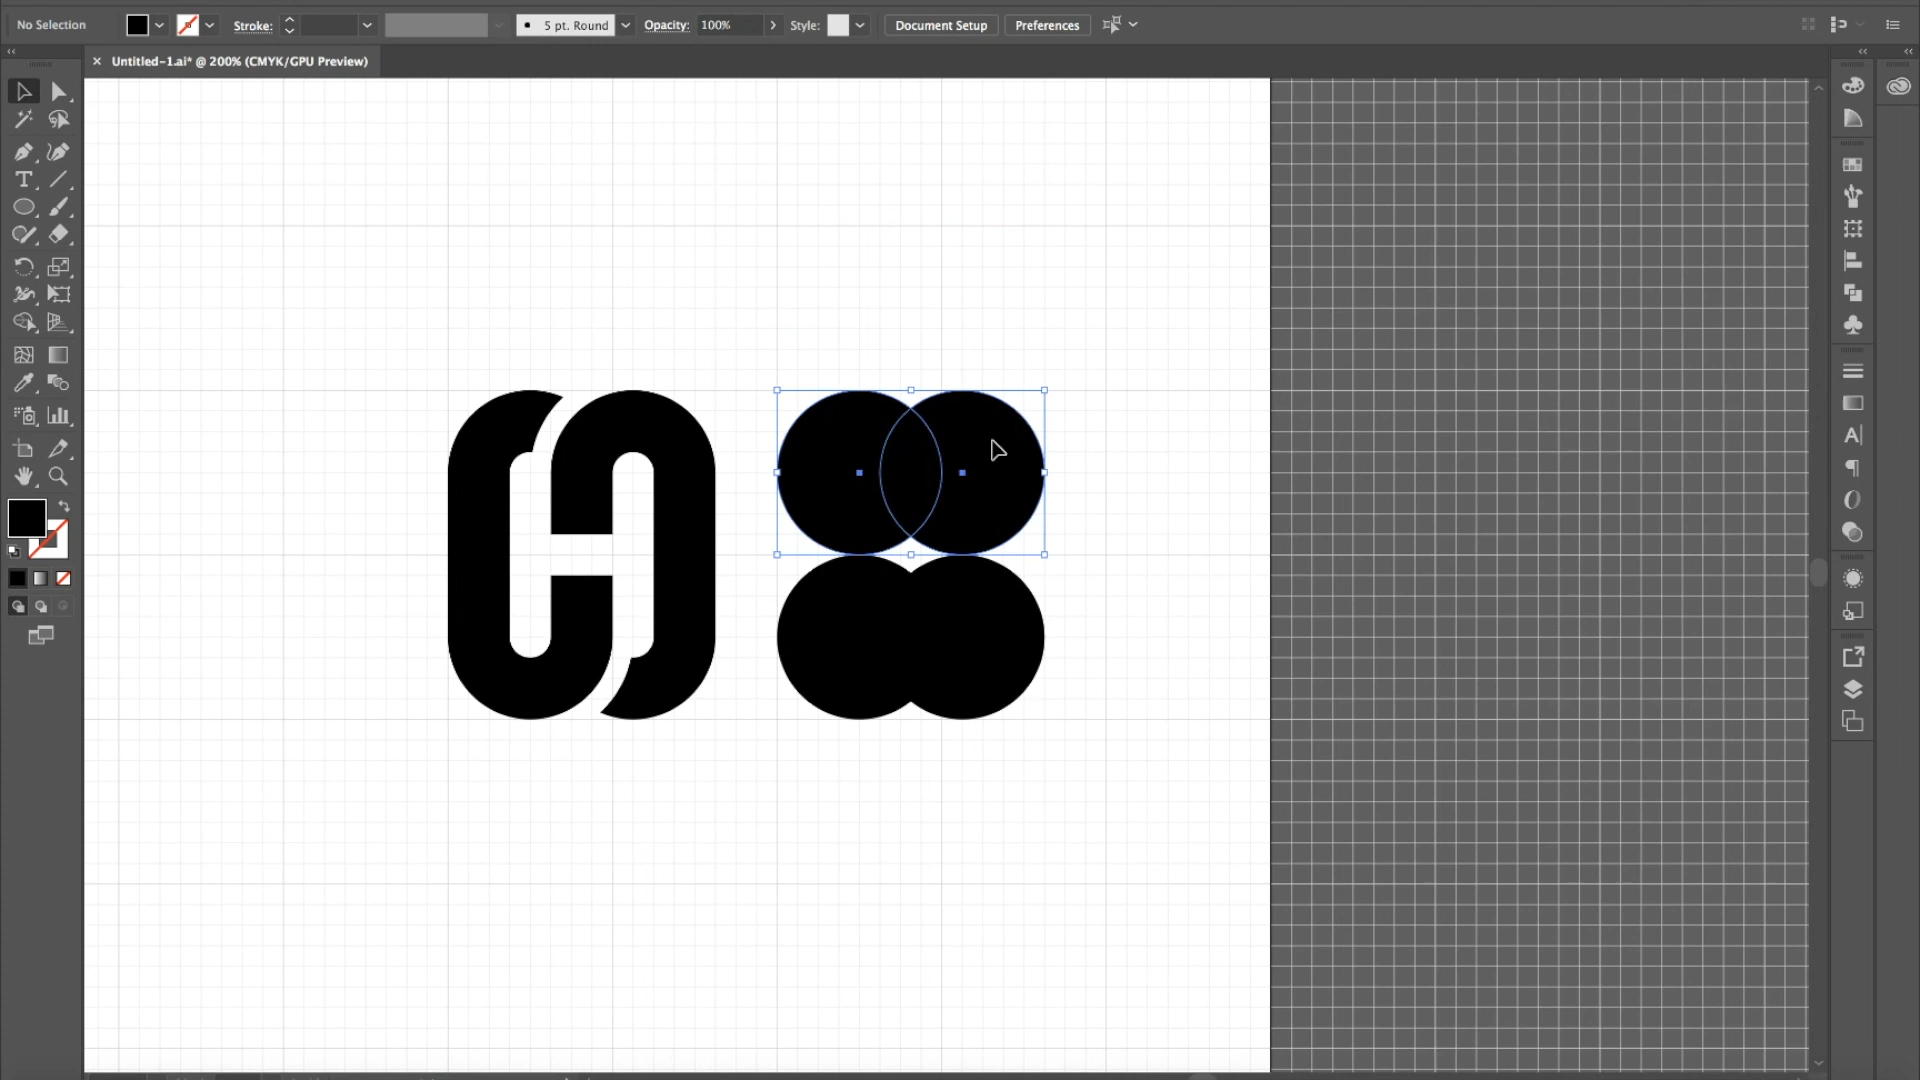 No Selection
Stroke:
5 pt. Round
Opacity:
100%
Style:
Document Setup
Preferences
Untitled-1.ai* @ 200% (CMYK/GPU Preview)